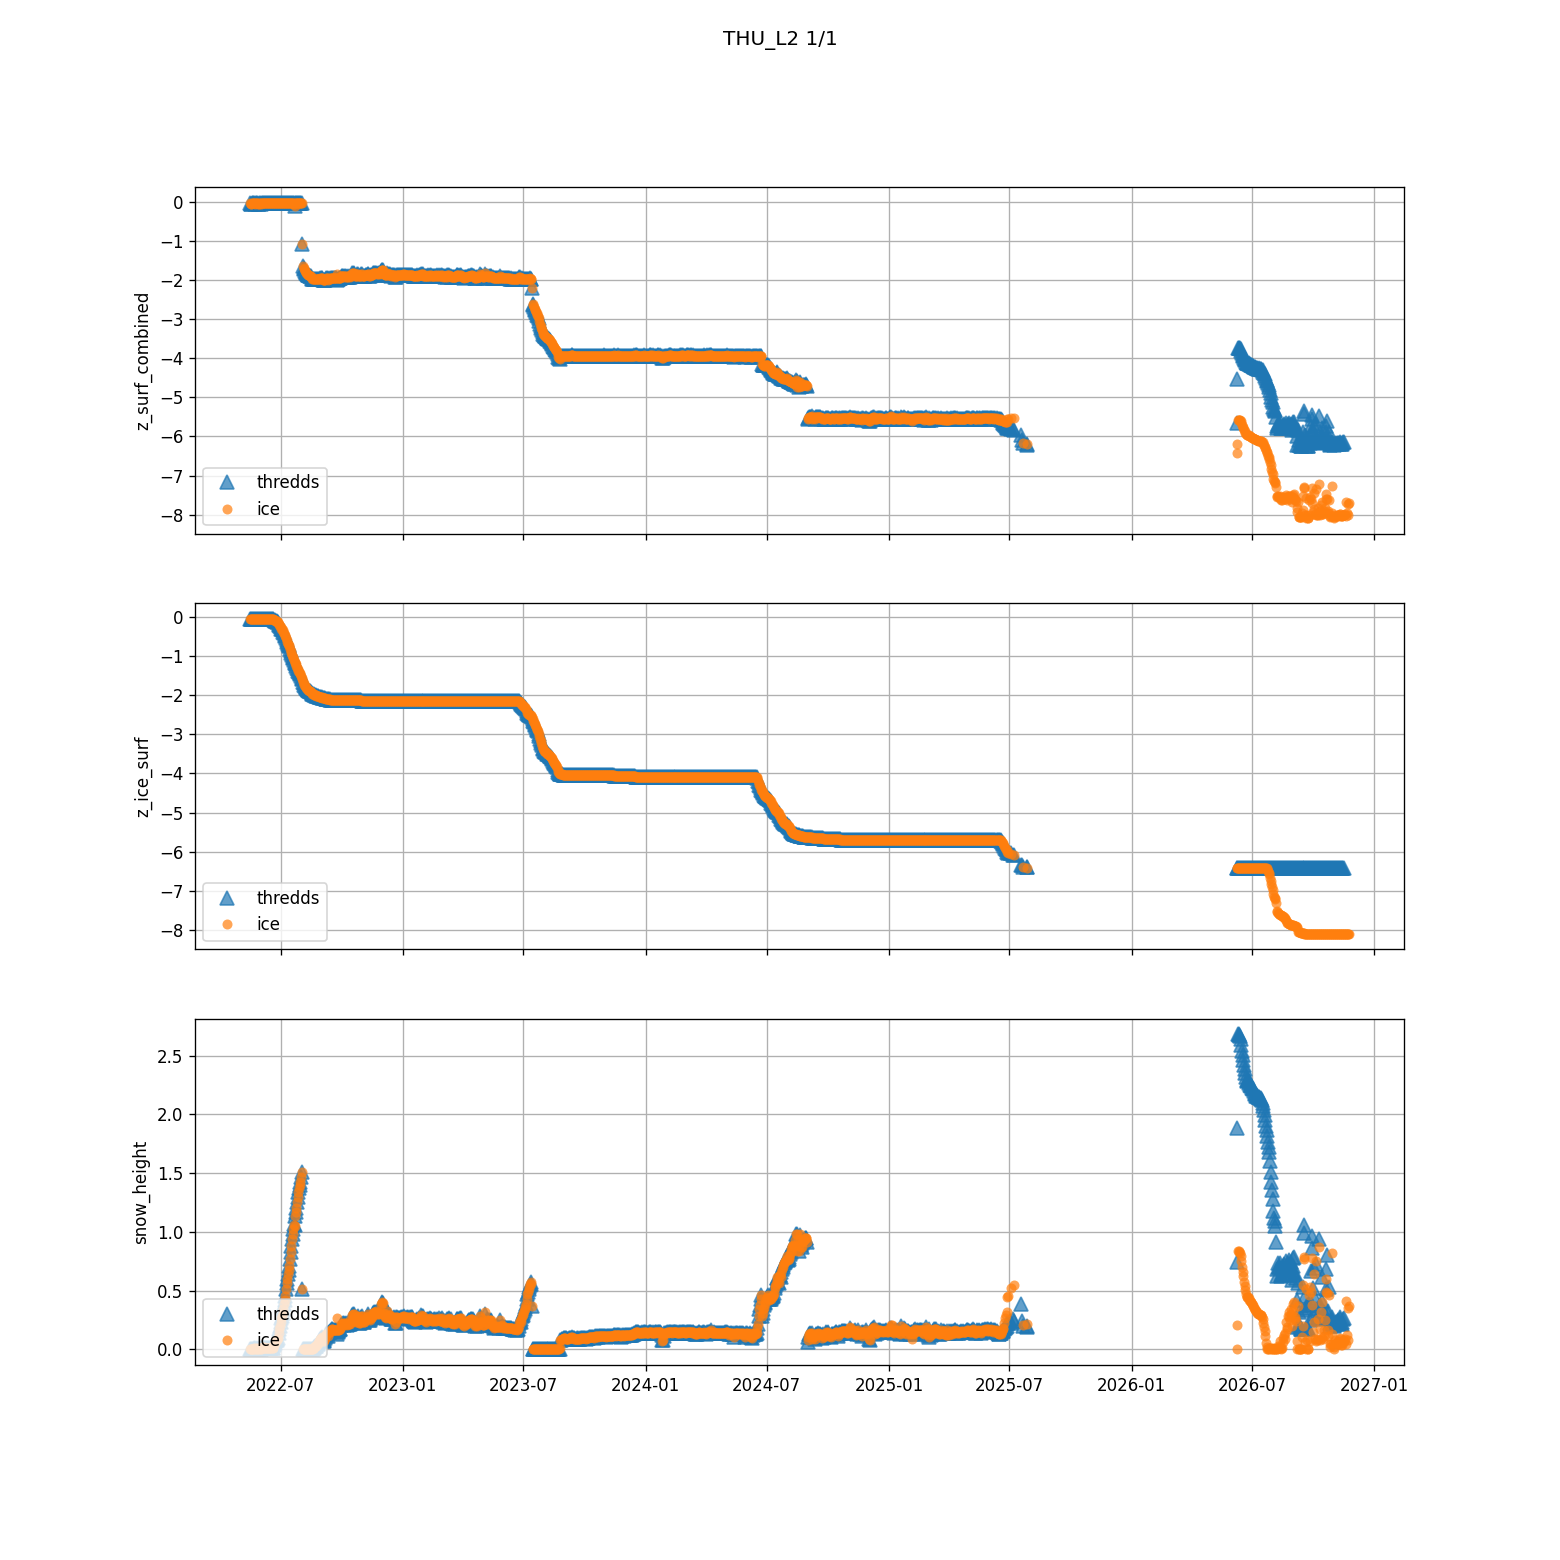 THU_L2 1/1
0
−1
−2
−3
−4
−5
−6
−7
−8
z_surf_combined
thredds
ice
0
−1
−2
−3
−4
−5
−6
−7
−8
z_ice_surf
thredds
ice
2.5
2.0
1.5
1.0
0.5
0.0
snow_height
thredds
ice
2022-07 2023-01 2023-07 2024-01 2024-07 2025-01 2025-07 2026-01 2026-07 2027-01